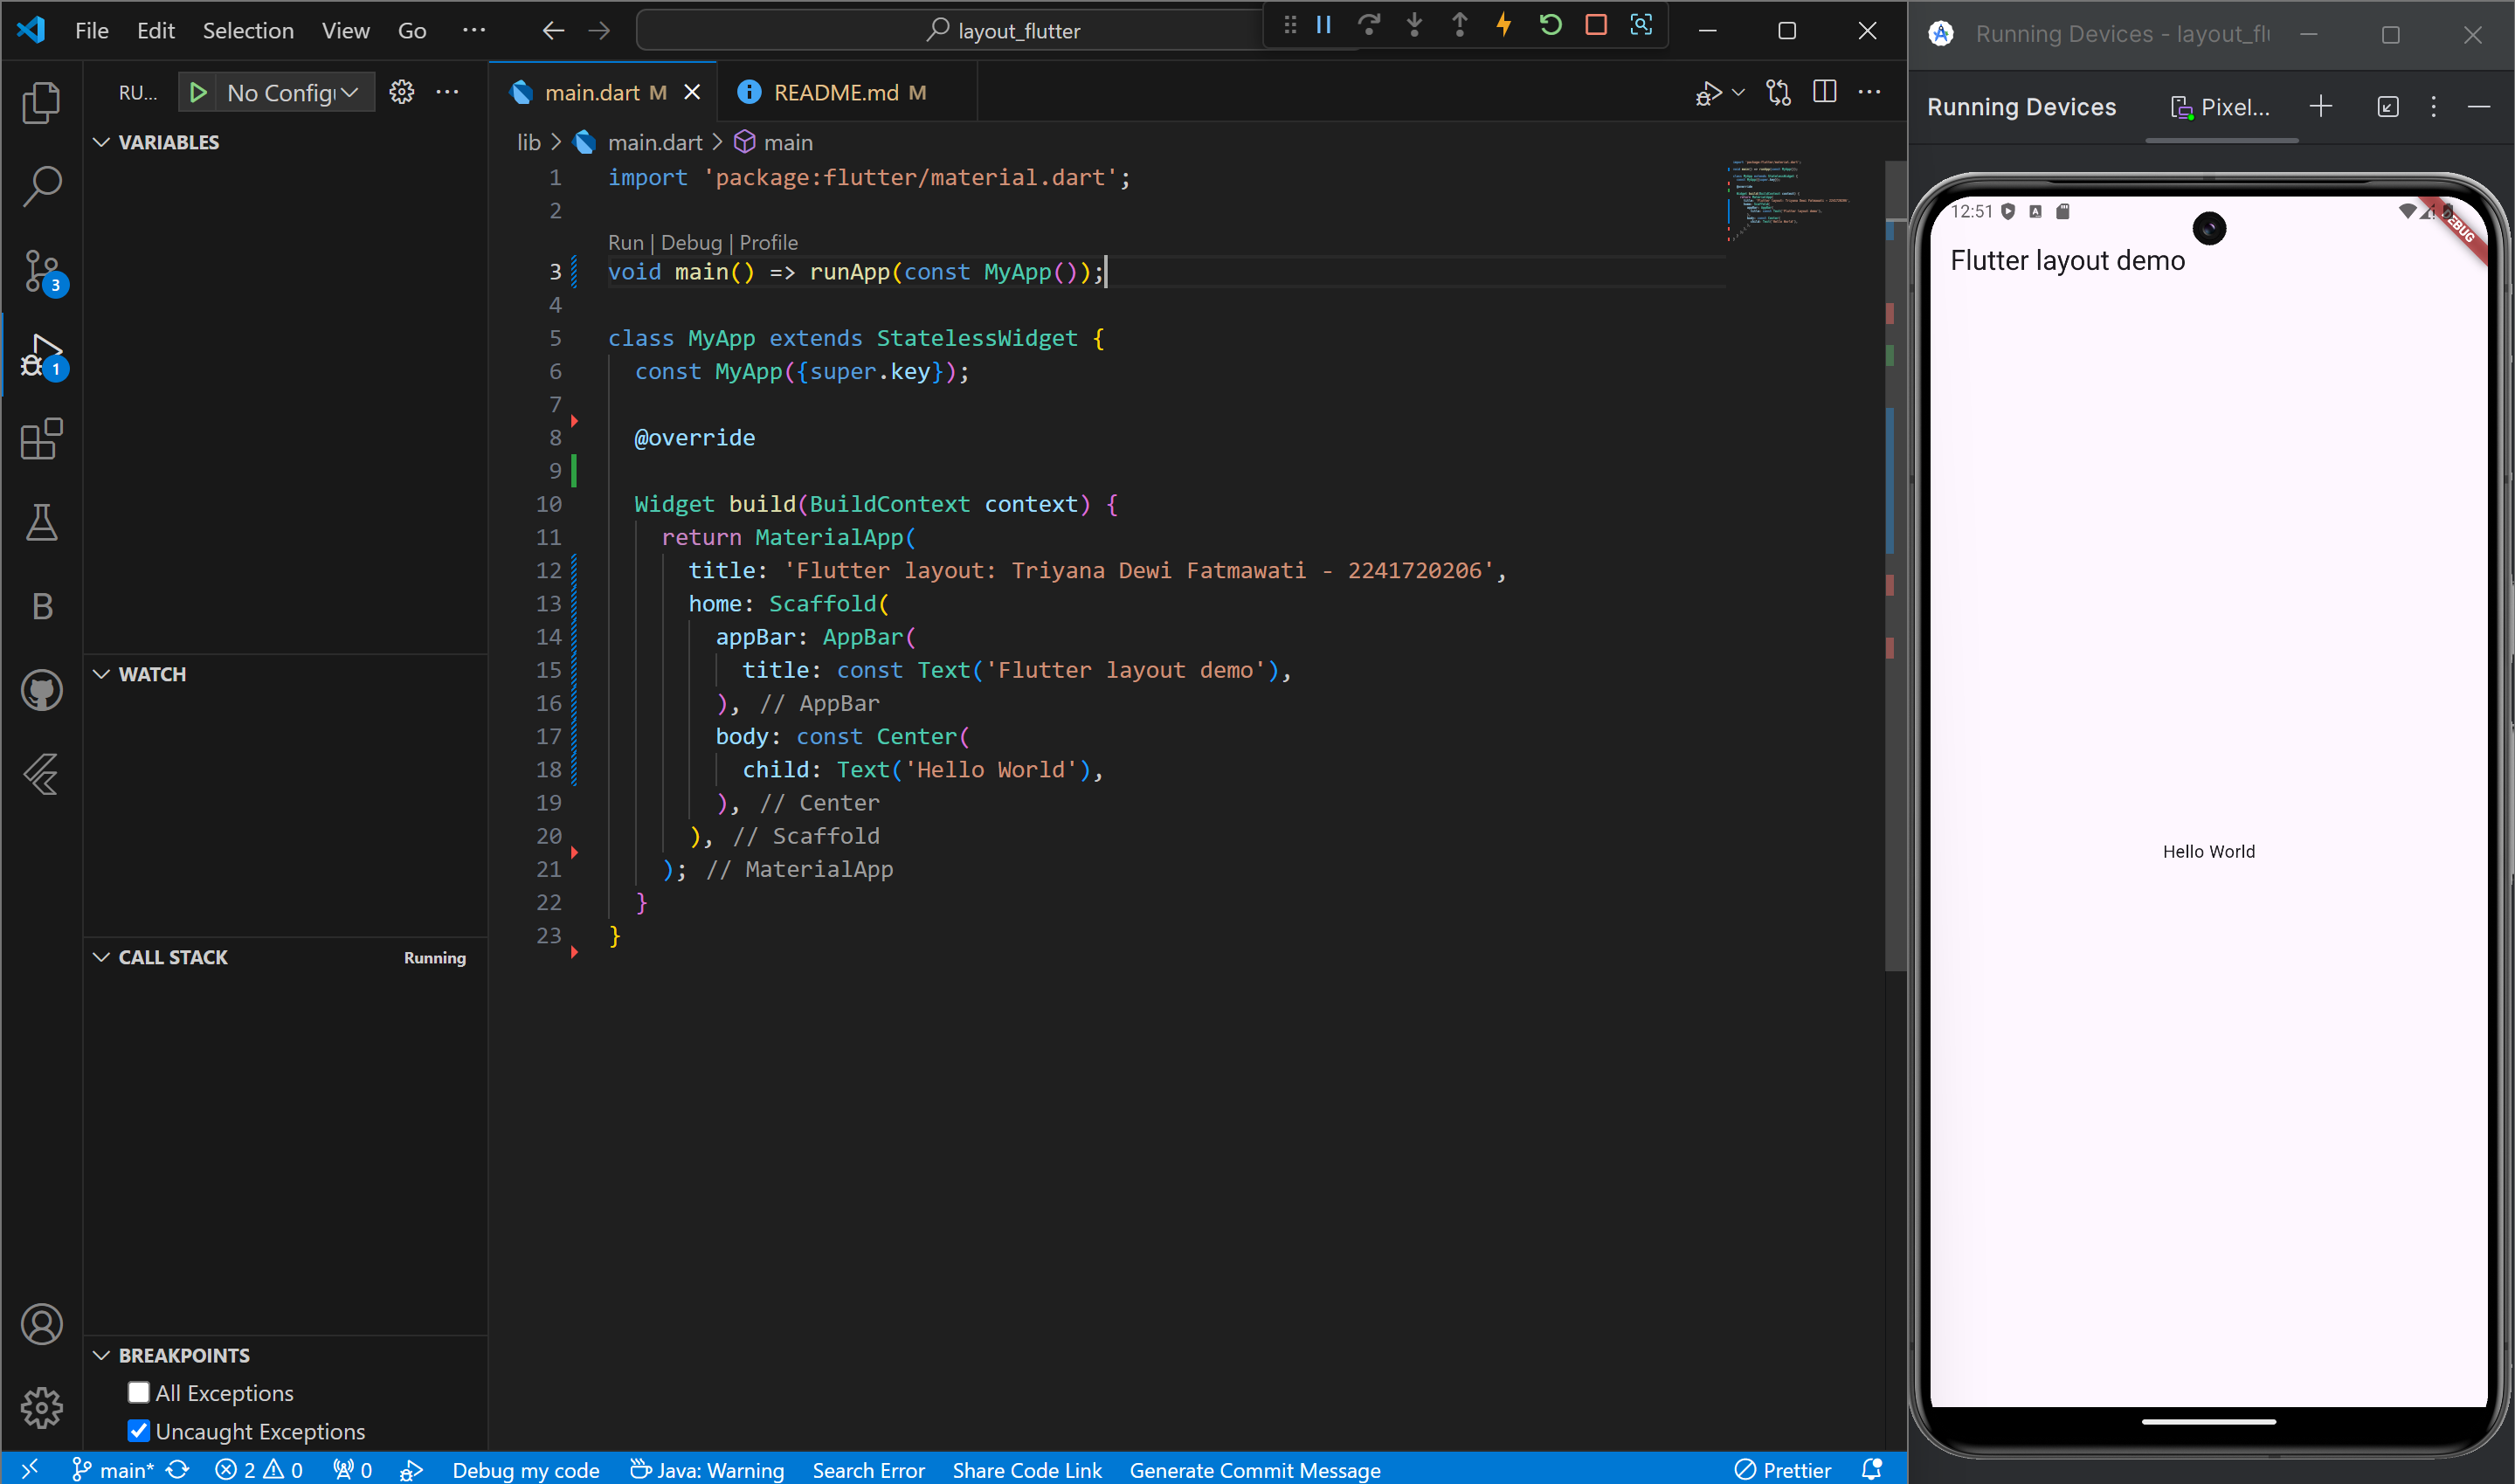 File Edit Selection View Go ··· layout_flutter
RU... No Config
VARIABLES
WATCH
CALL STACK Running
BREAKPOINTS
All Exceptions
Uncaught Exceptions
3
1
B
main.dart M README.md M
lib > main.dart > main
1 import 'package:flutter/material.dart';
2
Run | Debug | Profile
3 void main() => runApp(const MyApp());
4
5 class MyApp extends StatelessWidget {
6 const MyApp({super.key});
7
8 @override
9
10 Widget build(BuildContext context) {
11 return MaterialApp(
12 title: 'Flutter layout: Triyana Dewi Fatmawati - 2241720206',
13 home: Scaffold(
14 appBar: AppBar(
15 title: const Text('Flutter layout demo'),
16 ), // AppBar
17 body: const Center(
18 child: Text('Hello World'),
19 ), // Center
20 ), // Scaffold
21 ); // MaterialApp
22 }
23 }
main* 2 0 0 Debug my code Java: Warning Search Error Share Code Link Generate Commit Message Prettier
Running Devices - layout_flu
Running Devices Pixel...
12:51
DEBUG
Flutter layout demo
Hello World